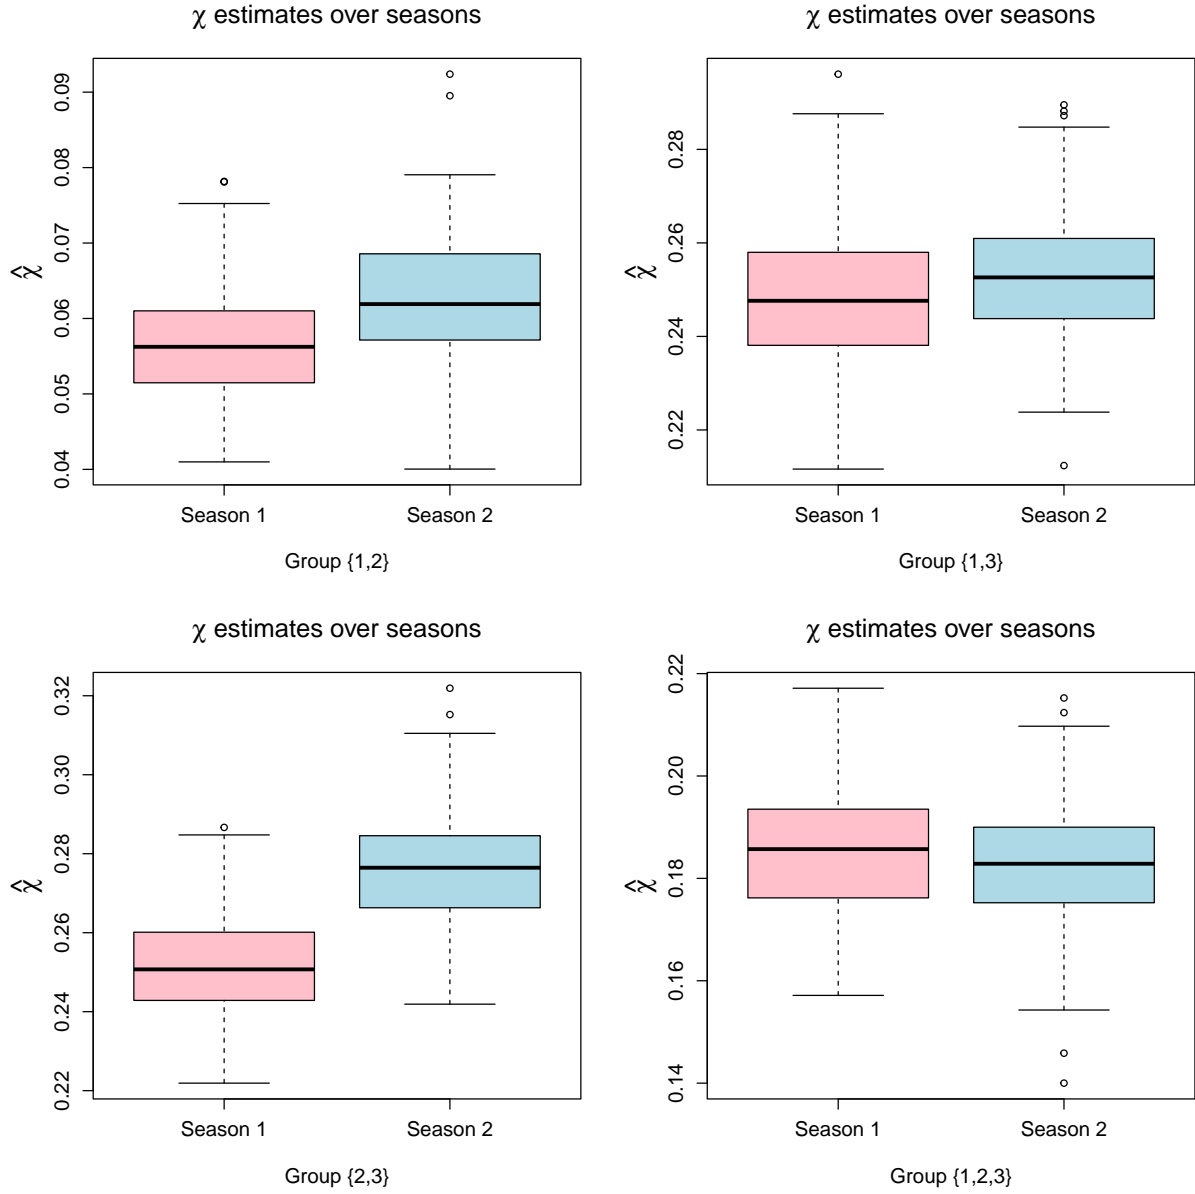 χ estimates over seasons
χ̂
0.09
0.08
0.07
0.06
0.05
0.04
Season 1 Season 2
Group {1,2}
χ estimates over seasons
χ̂
0.28
0.26
0.24
0.22
Season 1 Season 2
Group {1,3}
χ estimates over seasons
χ̂
0.32
0.30
0.28
0.26
0.24
0.22
Season 1 Season 2
Group {2,3}
χ estimates over seasons
χ̂
0.22
0.20
0.18
0.16
0.14
Season 1 Season 2
Group {1,2,3}